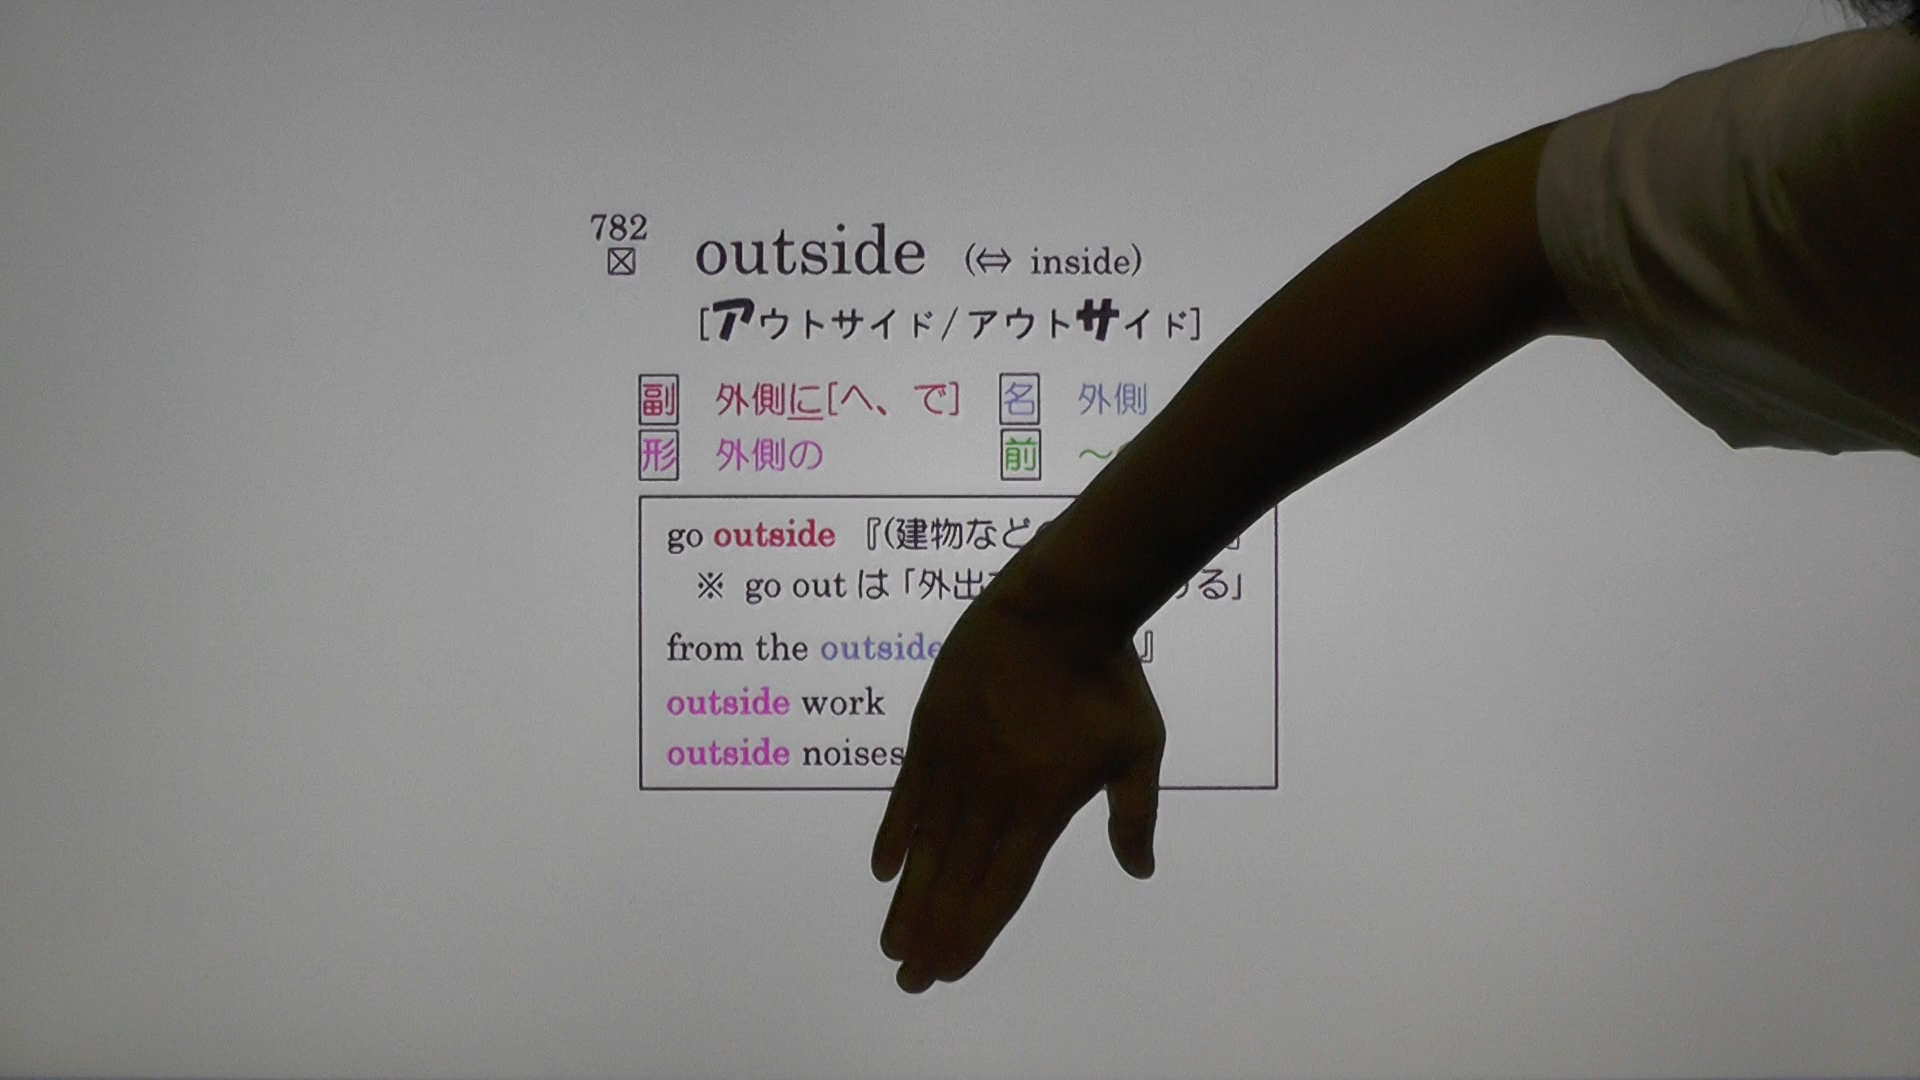 782
outside (⇔ inside)
[アウトサイド/アウトサイド]
副 外側に[へ、で] 名 外側
形 外側の 前 〜
go outside 『(建物など 』
※ go out は「外出 る」
from the outside 』
outside work
outside noises